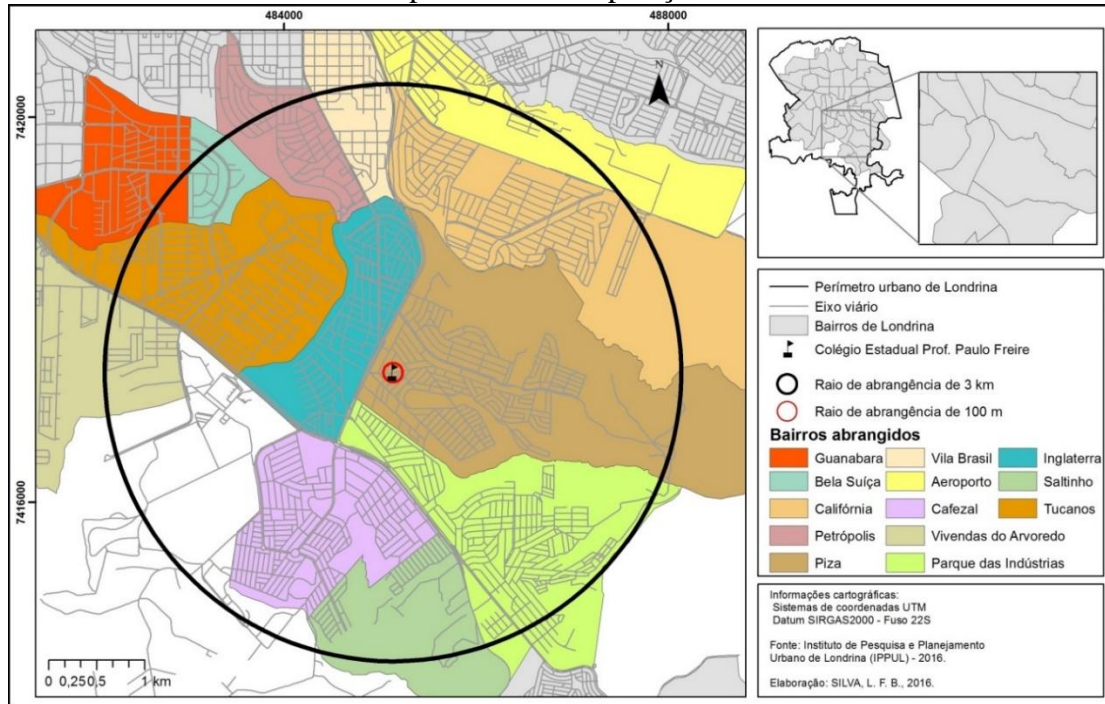 484000
488000
7420000
7416000
N
0 0,250,5 1 km
Perímetro urbano de Londrina
Eixo viário
Bairros de Londrina
Colégio Estadual Prof. Paulo Freire
Raio de abrangência de 3 km
Raio de abrangência de 100 m
Bairros abrangidos
Guanabara
Vila Brasil
Inglaterra
Bela Suíça
Aeroporto
Saltinho
Califórnia
Cafezal
Tucanos
Petrópolis
Vivendas do Arvoredo
Piza
Parque das Indústrias
Informações cartográficas:
Sistemas de coordenadas UTM
Datum SIRGAS2000 - Fuso 22S
Fonte: Instituto de Pesquisa e Planejamento
Urbano de Londrina (IPPUL) - 2016.
Elaboração: SILVA, L. F. B., 2016.